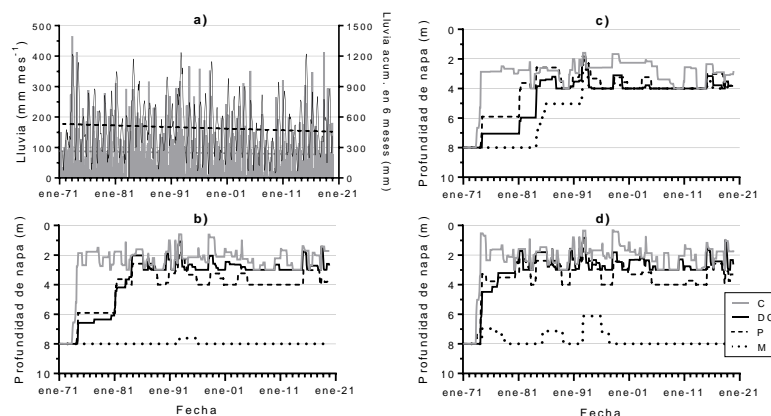 a)
Lluvia (mm mes-1)
500
400
300
200
100
0
1500
1200
900
600
300
0
Lluvia acum. en 6 meses (mm)
ene-71 ene-81 ene-91 ene-01 ene-11 ene-21
c)
Profundidad de napa (m)
0
2
4
6
8
10
ene-71 ene-81 ene-91 ene-01 ene-11 ene-21
b)
Profundidad de napa (m)
0
2
4
6
8
10
ene-71 ene-81 ene-91 ene-01 ene-11 ene-21
Fecha
d)
Profundidad de napa (m)
0
2
4
6
8
10
ene-71 ene-81 ene-91 ene-01 ene-11 ene-21
Fecha
C
P
M